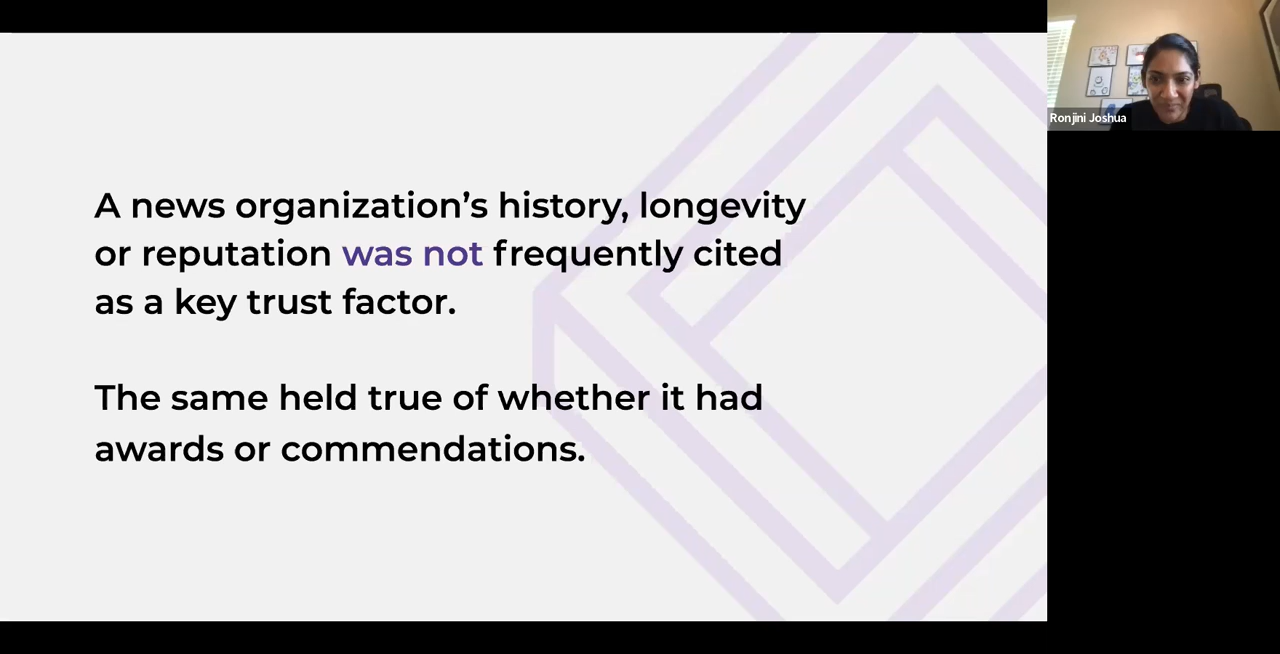 A news organization’s history, longevity
or reputation was not frequently cited
as a key trust factor.
The same held true of whether it had
awards or commendations.
Ronjini Joshua